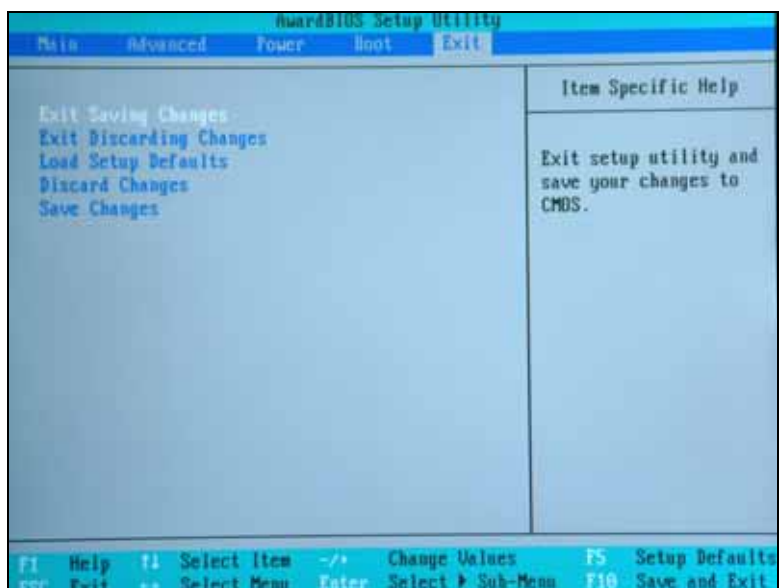 AwardBIOS Setup Utility
Main Advanced Power Boot Exit
Item Specific Help
Exit Saving Changes
Exit Discarding Changes
Load Setup Defaults
Discard Changes
Save Changes
Exit setup utility and
save your changes to
CMOS.
F1 Help ↑↓ Select Item -/+ Change Values F5 Setup Defaults
ESC Exit ←→ Select Menu Enter Select ▶ Sub-Menu F10 Save and Exit